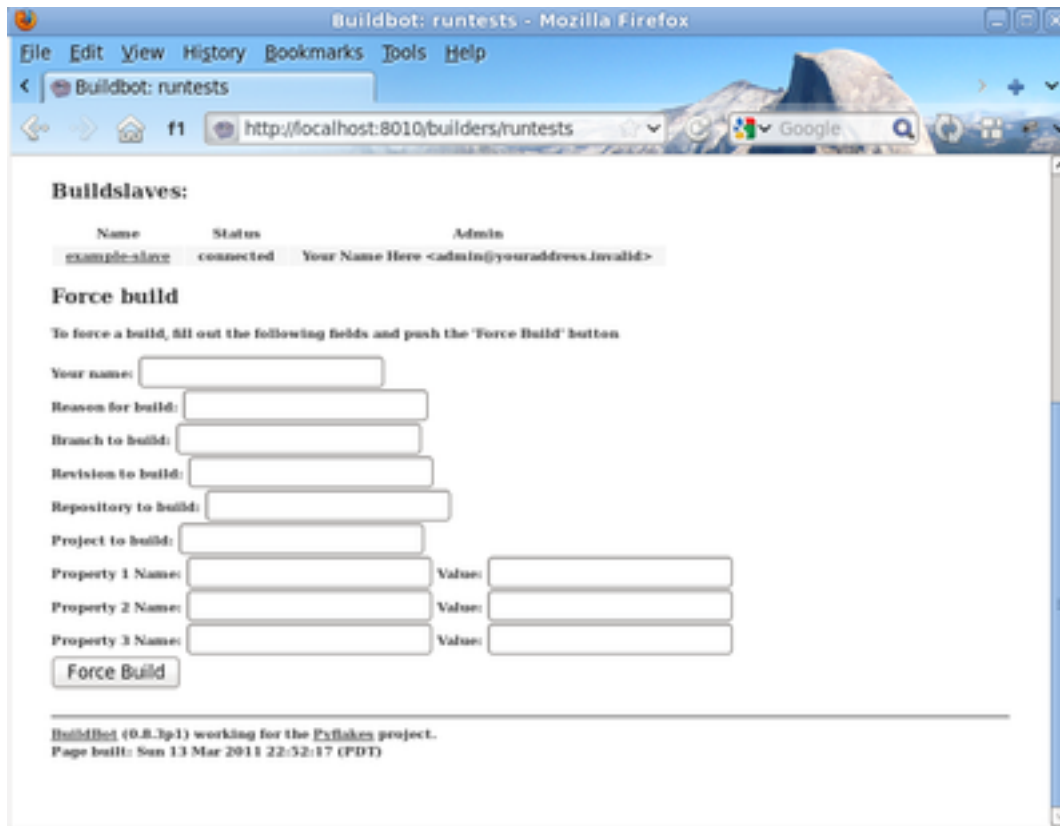 Buildbot: runtests - Mozilla Firefox
File Edit View History Bookmarks Tools Help
Buildbot: runtests
f1 http://localhost:8010/builders/runtests Google
Buildslaves:
Name Status Admin
example-slave connected Your Name Here <admin@youraddress.invalid>
Force build
To force a build, fill out the following fields and push the 'Force Build' button
Your name:
Reason for build:
Branch to build:
Revision to build:
Repository to build:
Project to build:
Property 1 Name: Value:
Property 2 Name: Value:
Property 3 Name: Value:
Force Build
BuildBot (0.8.3p1) working for the Pyflakes project.
Page built: Sun 13 Mar 2011 22:52:17 (PDT)